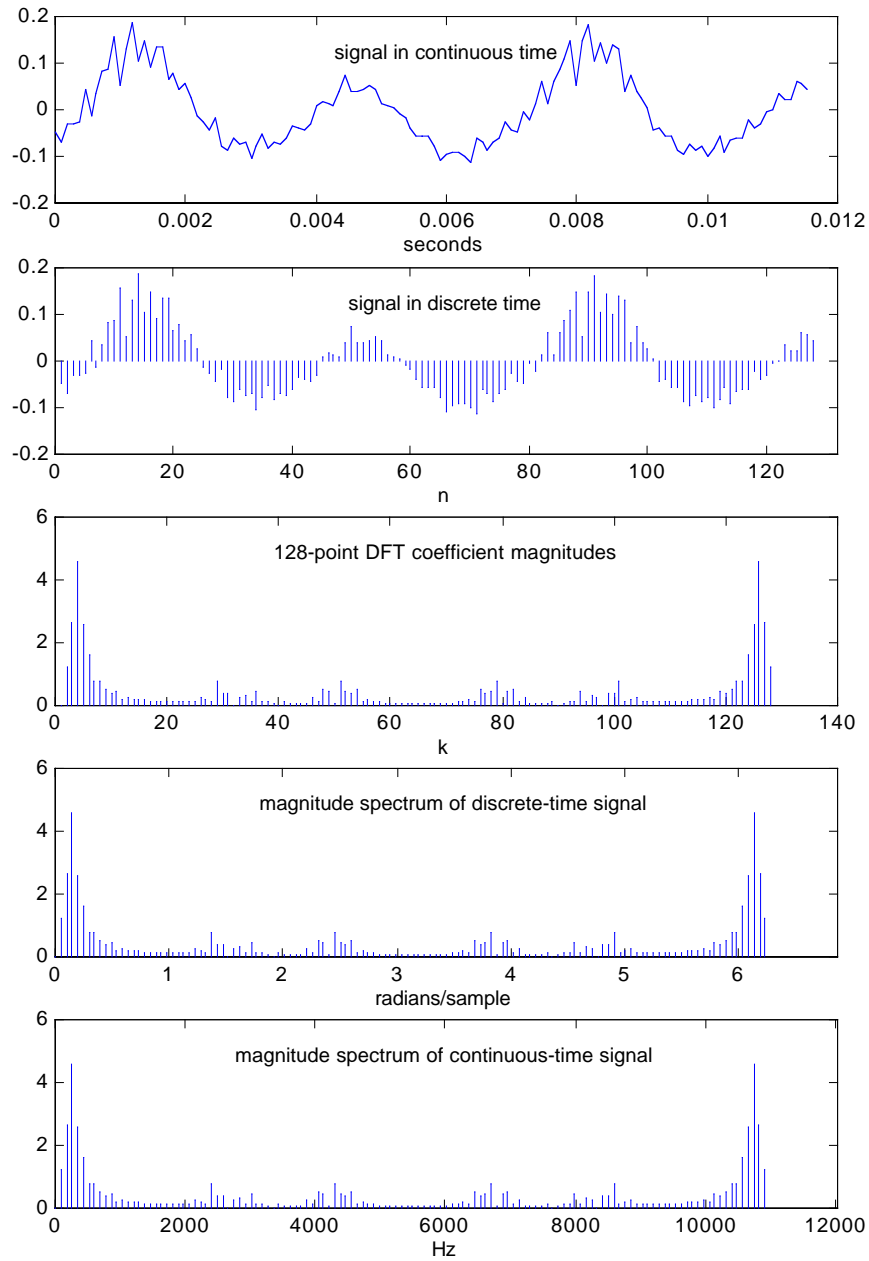 0.2
signal in continuous time
0.1
0
-0.1
-0.2
0 0.002 0.004 0.006 0.008 0.01 0.012
seconds
0.2
signal in discrete time
0.1
0
-0.1
-0.2
0 20 40 60 80 100 120
n
6
128-point DFT coefficient magnitudes
4
2
0
0 20 40 60 80 100 120 140
k
6
magnitude spectrum of discrete-time signal
4
2
0
0 1 2 3 4 5 6
radians/sample
6
magnitude spectrum of continuous-time signal
4
2
0
0 2000 4000 6000 8000 10000 12000
Hz